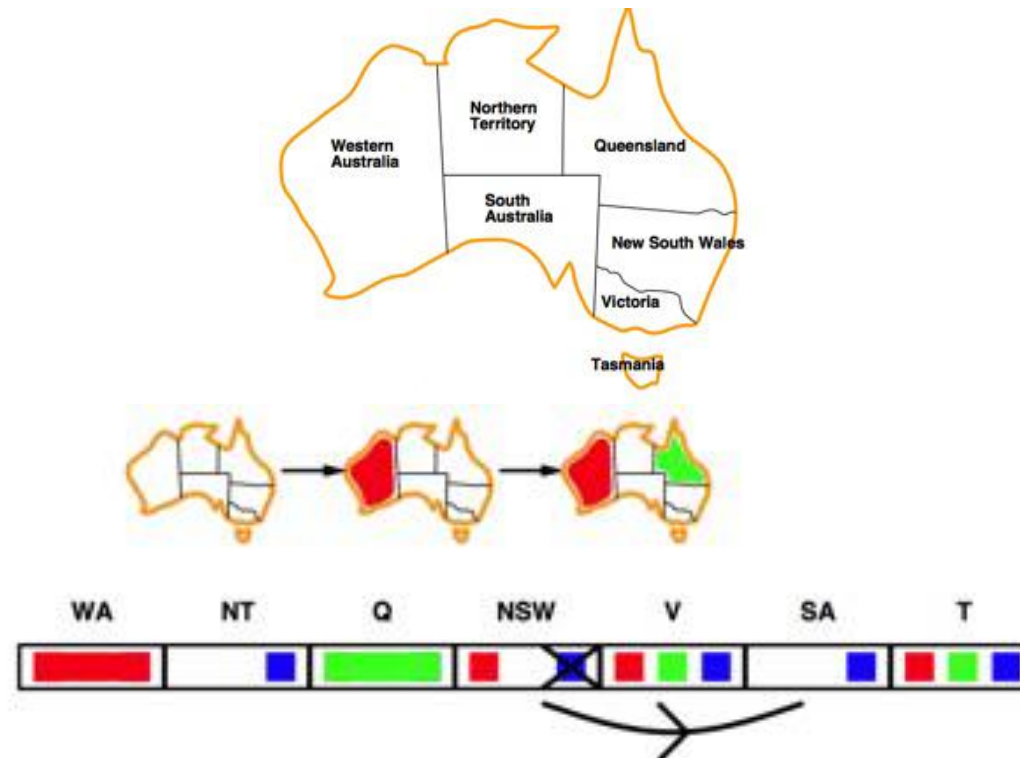 Northern
Territory
Western
Australia
Queensland
South
Australia
New South Wales
Victoria
Tasmania
WA NT Q NSW V SA T